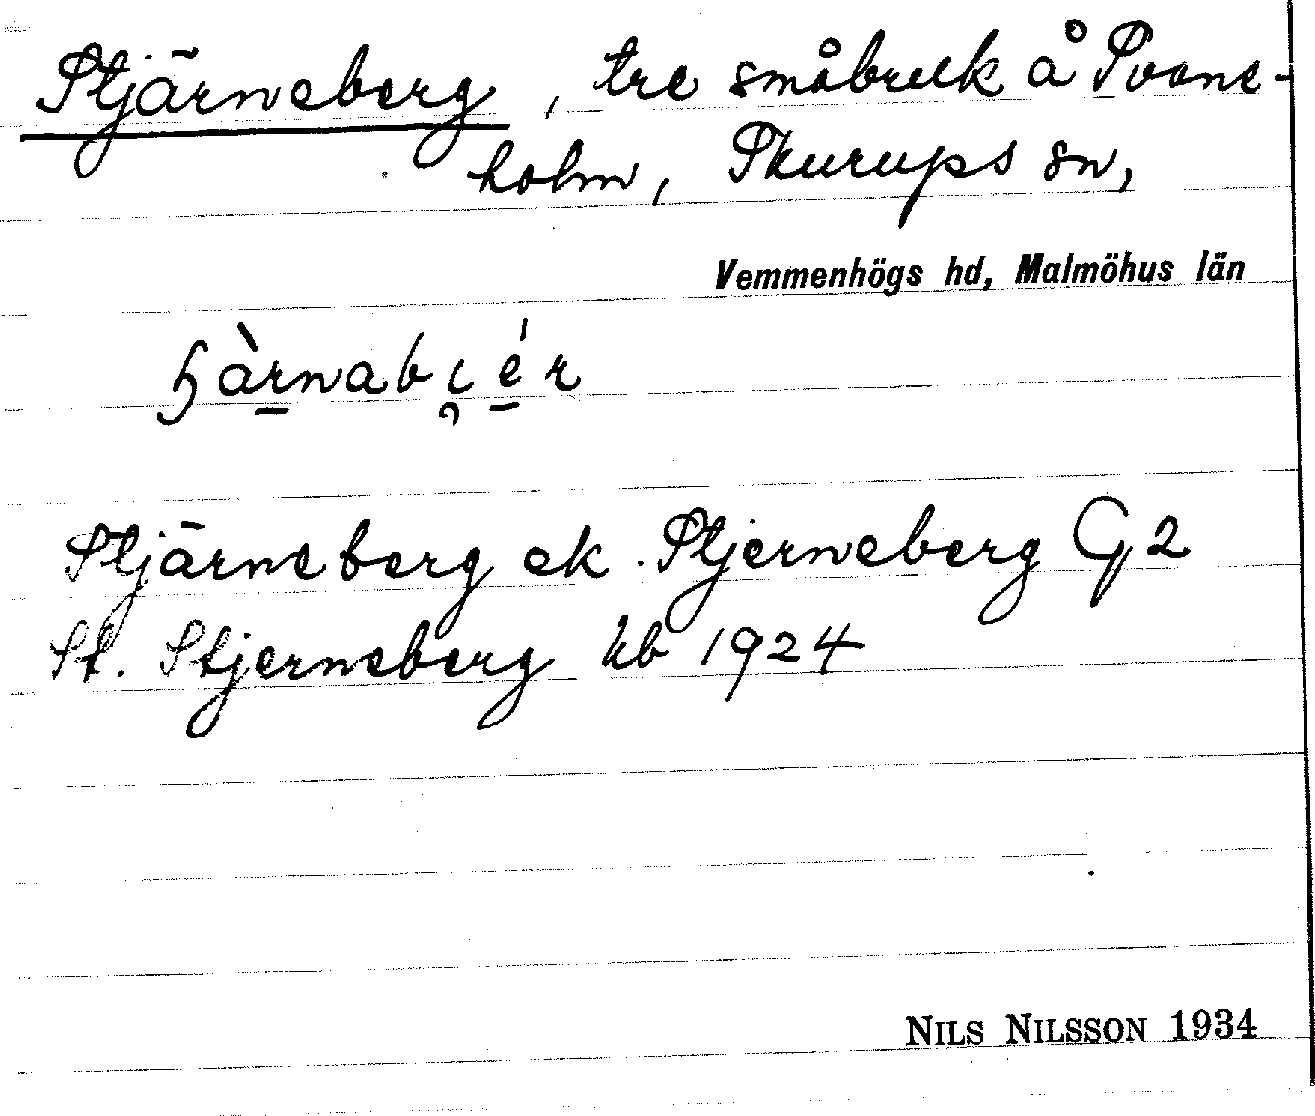 Stjärneberg, tre småbruk å Svane-
holm, Skurups sn,
Vemmenhögs hd, Malmöhus län
Stjärneberg ek. Stjerneberg G 2
St. Stjerneberg kb 1924
NILS NILSSON 1934